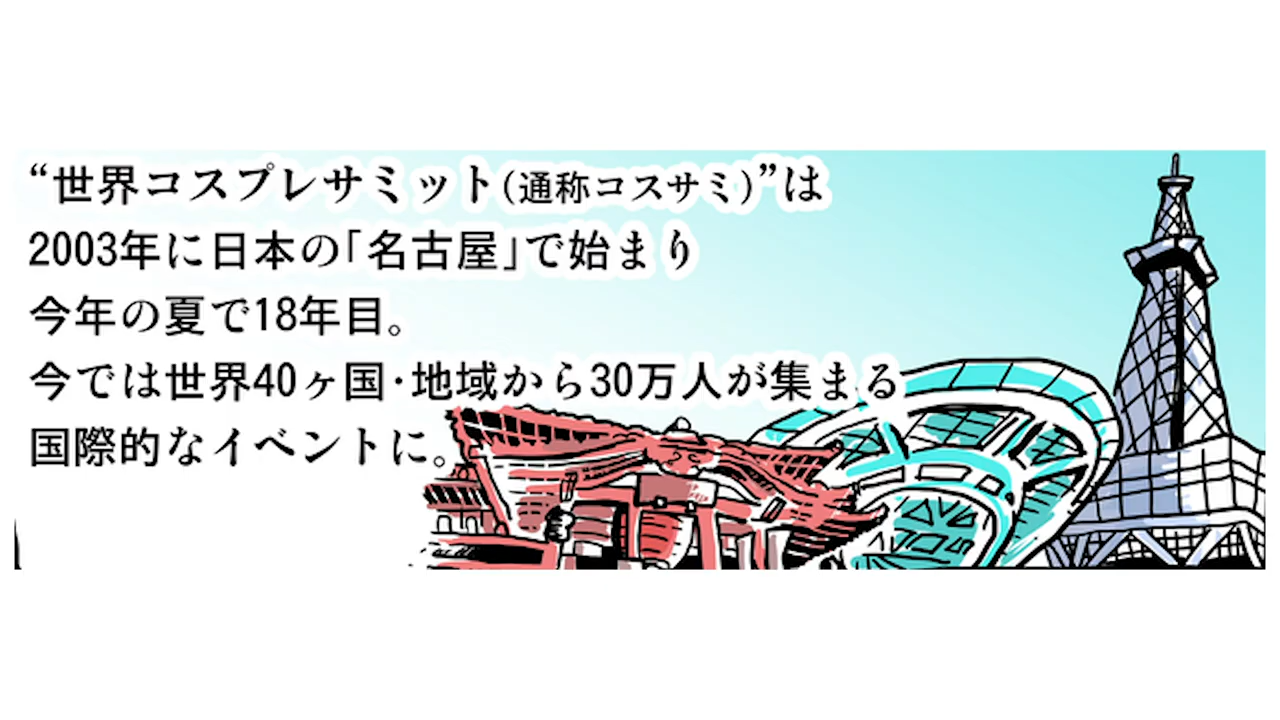 “世界コスプレサミット(通称コスサミ)”は
2003年に日本の｢名古屋｣で始まり
今年の夏で18年目。
今では世界40ヶ国･地域から30万人が集まる
国際的なイベントに。